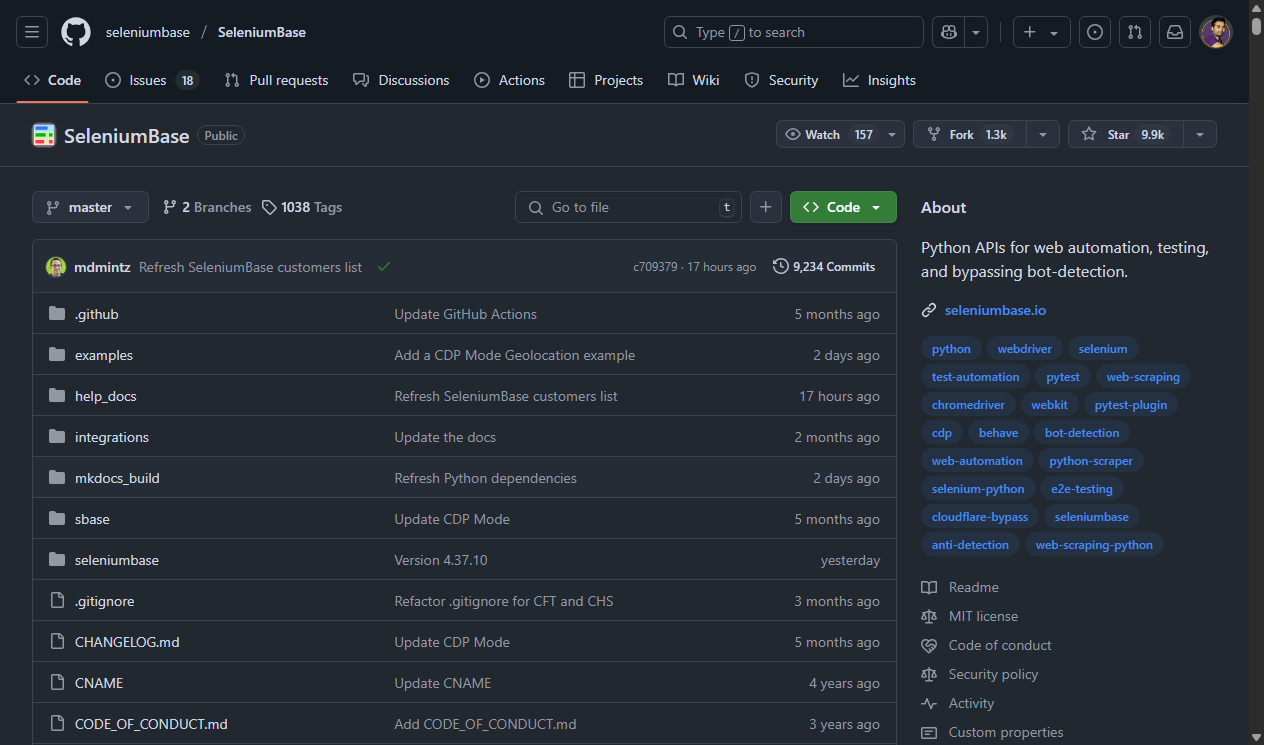 seleniumbase / SeleniumBase
Type / to search
Code Issues 18 Pull requests Discussions Actions Projects Wiki Security Insights
SeleniumBase Public
Watch 157 Fork 1.3k Star 9.9k
master 2 Branches 1038 Tags
Go to file t
Code
mdmintz Refresh SeleniumBase customers list c709379 · 17 hours ago 9,234 Commits
.github Update GitHub Actions 5 months ago
examples Add a CDP Mode Geolocation example 2 days ago
help_docs Refresh SeleniumBase customers list 17 hours ago
integrations Update the docs 2 months ago
mkdocs_build Refresh Python dependencies 2 days ago
sbase Update CDP Mode 5 months ago
seleniumbase Version 4.37.10 yesterday
.gitignore Refactor .gitignore for CFT and CHS 3 months ago
CHANGELOG.md Update CDP Mode 5 months ago
CNAME Update CNAME 4 years ago
CODE_OF_CONDUCT.md Add CODE_OF_CONDUCT.md 3 years ago
About
Python APIs for web automation, testing,
and bypassing bot-detection.
seleniumbase.io
python webdriver selenium
test-automation pytest web-scraping
chromedriver webkit pytest-plugin
cdp behave bot-detection
web-automation python-scraper
selenium-python e2e-testing
cloudflare-bypass seleniumbase
anti-detection web-scraping-python
Readme
MIT license
Code of conduct
Security policy
Activity
Custom properties